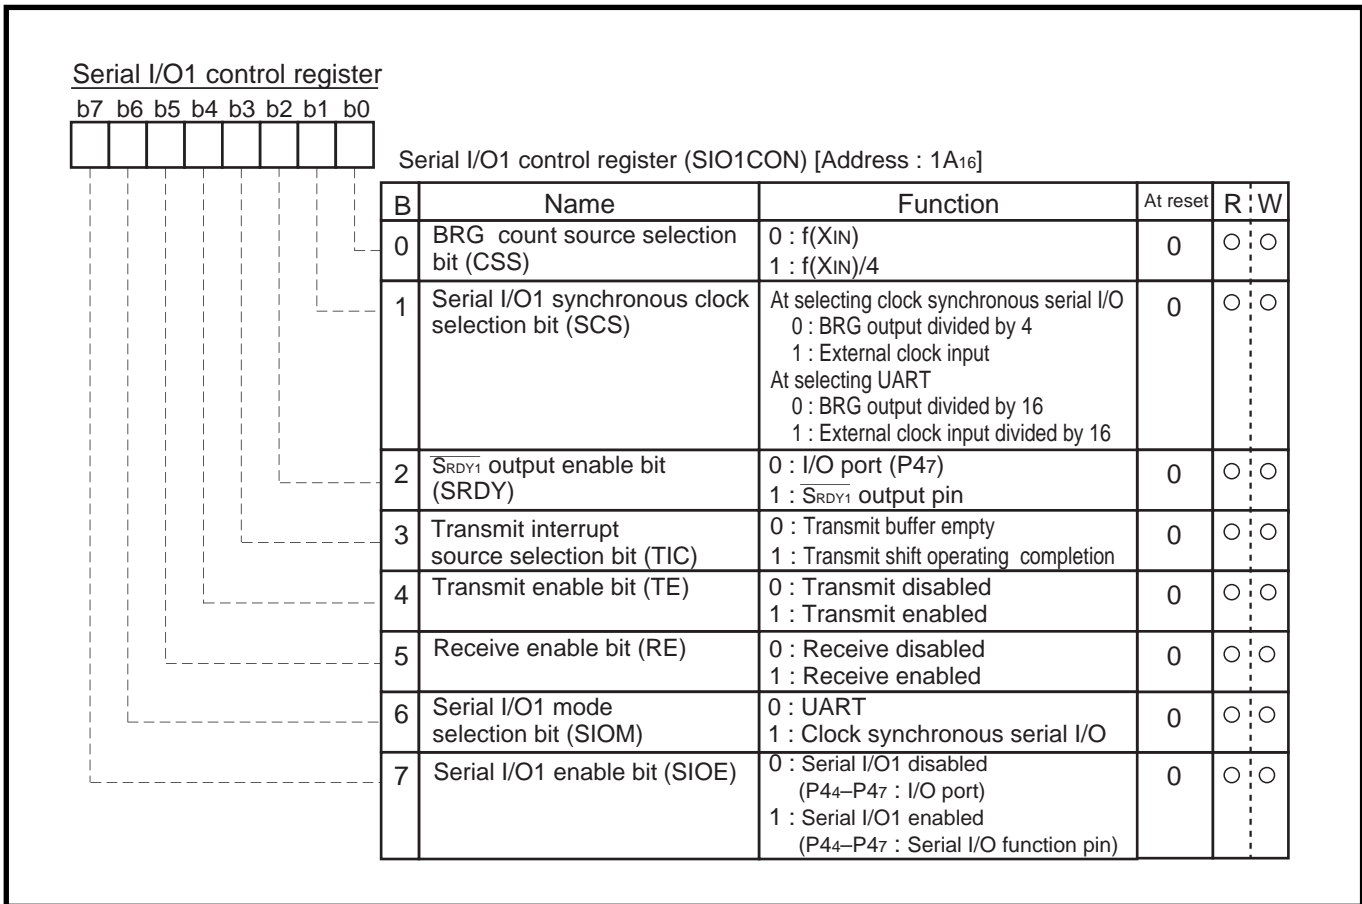 Serial I/O1 control register
b7 b6 b5 b4 b3 b2 b1 b0
Serial I/O1 control register (SIO1CON) [Address : 1A16]
B Name Function At reset R W
0 BRG count source selection bit (CSS) 0 : f(XIN) 0 ○ ○
1 : f(XIN)/4
1 Serial I/O1 synchronous clock selection bit (SCS) At selecting clock synchronous serial I/O 0 ○ ○
0 : BRG output divided by 4
1 : External clock input
At selecting UART
0 : BRG output divided by 16
1 : External clock input divided by 16
2 SRDY1 output enable bit (SRDY) 0 : I/O port (P47) 0 ○ ○
1 : SRDY1 output pin
3 Transmit interrupt source selection bit (TIC) 0 : Transmit buffer empty 0 ○ ○
1 : Transmit shift operating completion
4 Transmit enable bit (TE) 0 : Transmit disabled 0 ○ ○
1 : Transmit enabled
5 Receive enable bit (RE) 0 : Receive disabled 0 ○ ○
1 : Receive enabled
6 Serial I/O1 mode selection bit (SIOM) 0 : UART 0 ○ ○
1 : Clock synchronous serial I/O
7 Serial I/O1 enable bit (SIOE) 0 : Serial I/O1 disabled 0 ○ ○
(P44–P47 : I/O port)
1 : Serial I/O1 enabled
(P44–P47 : Serial I/O function pin)